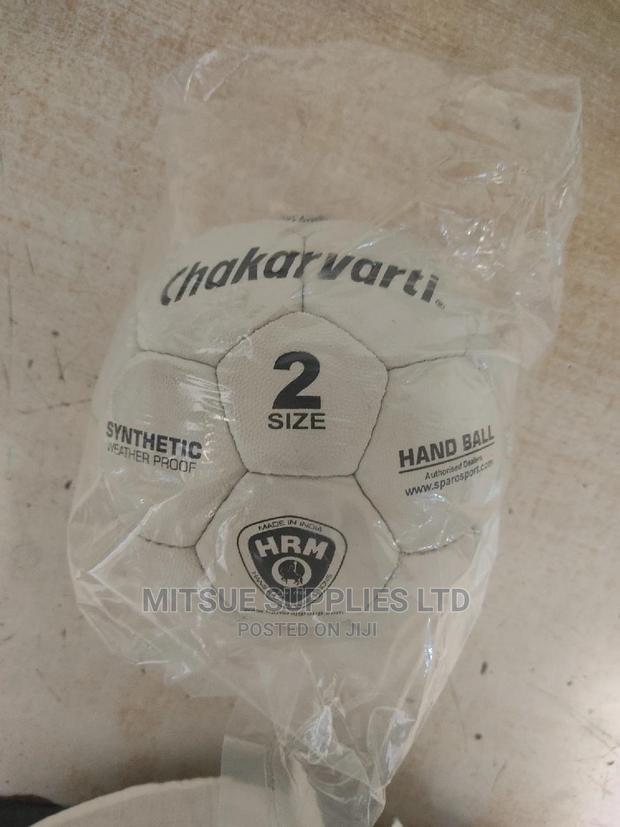 Chakarvarti
2
SIZE
SYNTHETIC
WEATHER PROOF
HAND BALL
Authorised Dealers
www.sparosport.com
MADE IN INDIA
HRM
MITSUE SUPPLIES LTD
POSTED ON JIJI